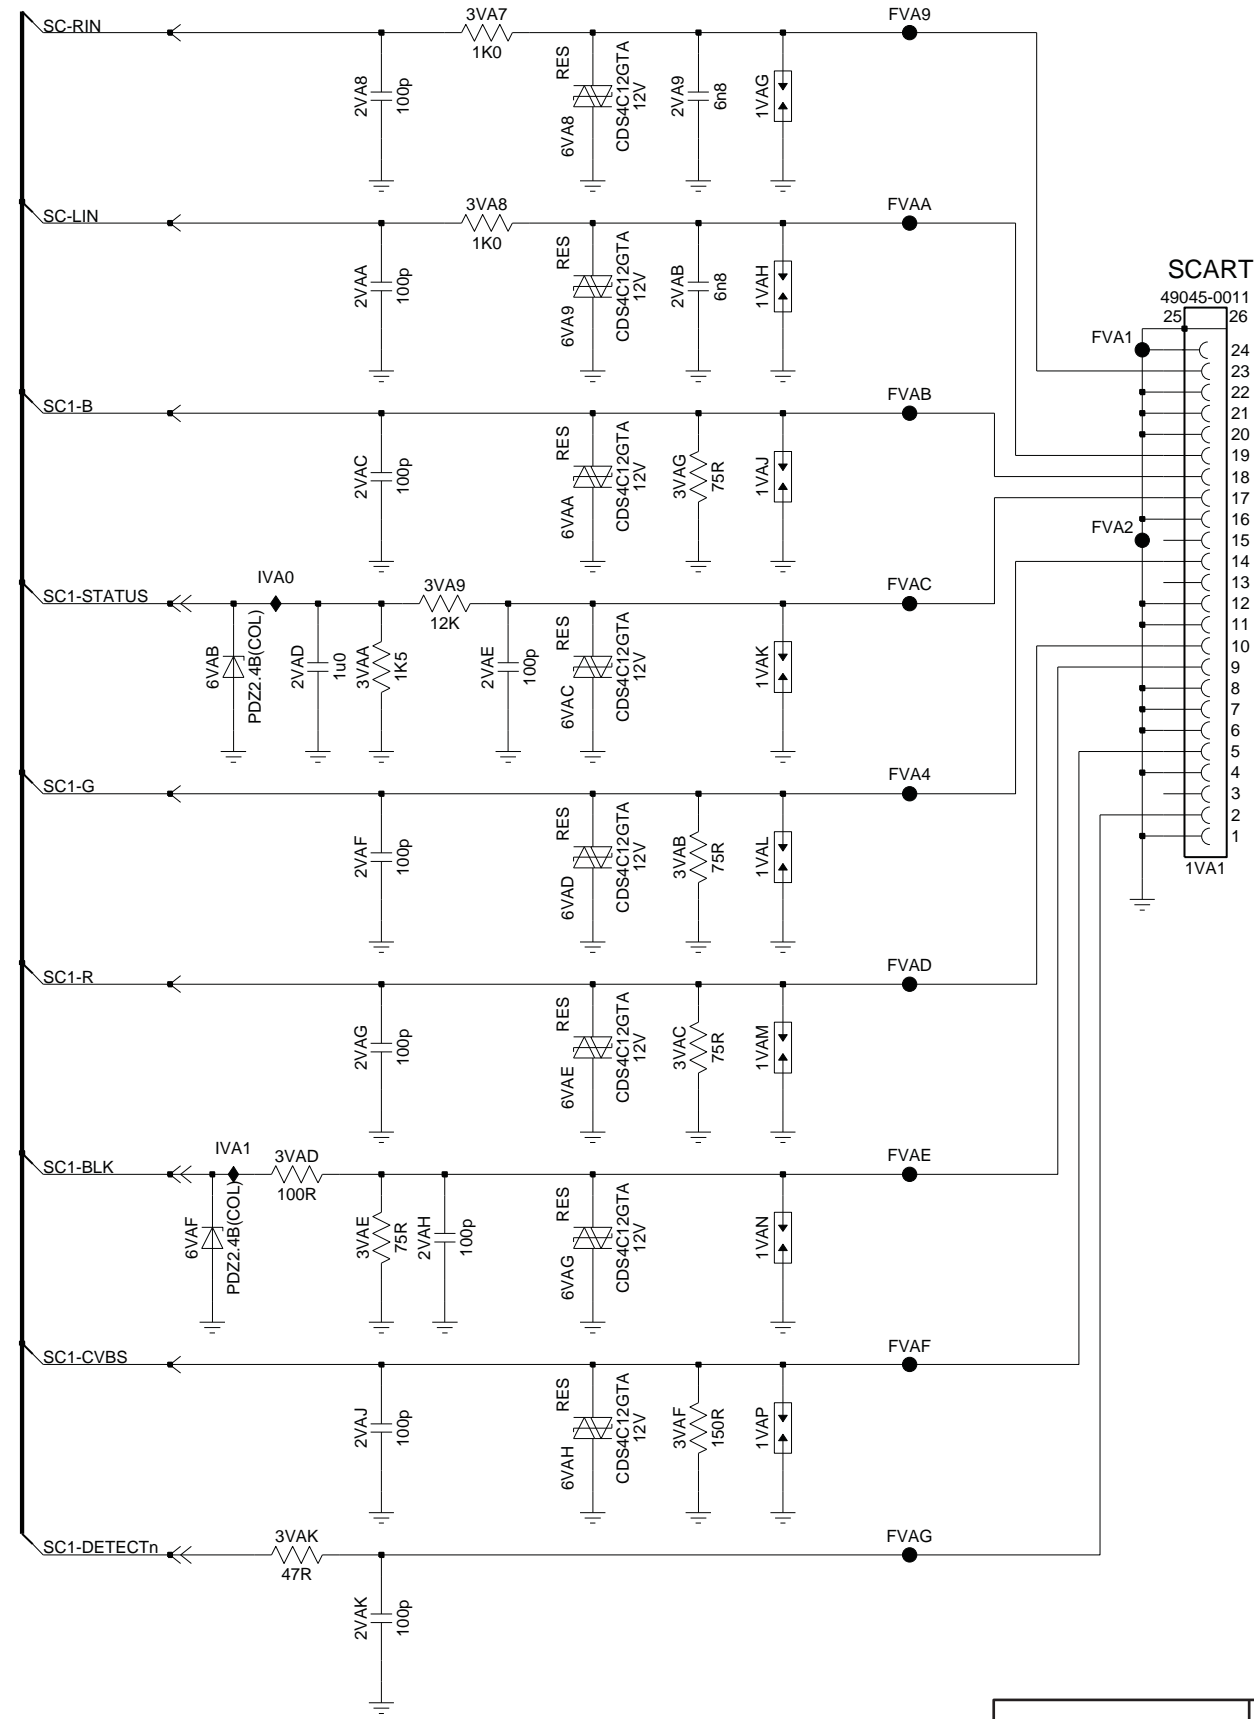 SC-RIN
3VA7
1K0
FVA9
2VA8
100p
RES
6VA8
CDS4C12GTA
12V
2VA9
6n8
1VAG
SC-LIN
3VA8
1K0
FVAA
2VAA
100p
RES
6VA9
CDS4C12GTA
12V
2VAB
6n8
1VAH
SC1-B
FVAB
2VAC
100p
RES
6VAA
CDS4C12GTA
12V
3VAG
75R
1VAJ
SC1-STATUS
IVA0
3VA9
12K
FVAC
6VAB
PDZ2.4B(COL)
2VAD
1u0
3VAA
1K5
2VAE
100p
RES
6VAC
CDS4C12GTA
12V
1VAK
SC1-G
FVA4
2VAF
100p
RES
6VAD
CDS4C12GTA
12V
3VAB
75R
1VAL
SC1-R
FVAD
2VAG
100p
RES
6VAE
CDS4C12GTA
12V
3VAC
75R
1VAM
SC1-BLK
IVA1
3VAD
100R
FVAE
6VAF
PDZ2.4B(COL)
3VAE
75R
2VAH
100p
RES
6VAG
CDS4C12GTA
12V
1VAN
SC1-CVBS
FVAF
2VAJ
100p
RES
6VAH
CDS4C12GTA
12V
3VAF
150R
1VAP
SC1-DETECTn
3VAK
47R
FVAG
2VAK
100p
SCART
49045-0011
25
26
FVA1
24
23
22
21
20
19
18
17
16
FVA2
15
14
13
12
11
10
9
8
7
6
5
4
3
2
1
1VA1